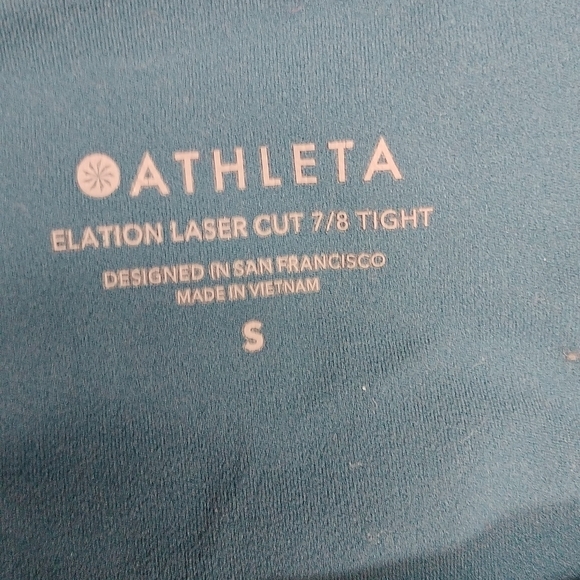 ATHLETA
ELATION LASER CUT 7/8 TIGHT
DESIGNED IN SAN FRANCISCO
MADE IN VIETNAM
S